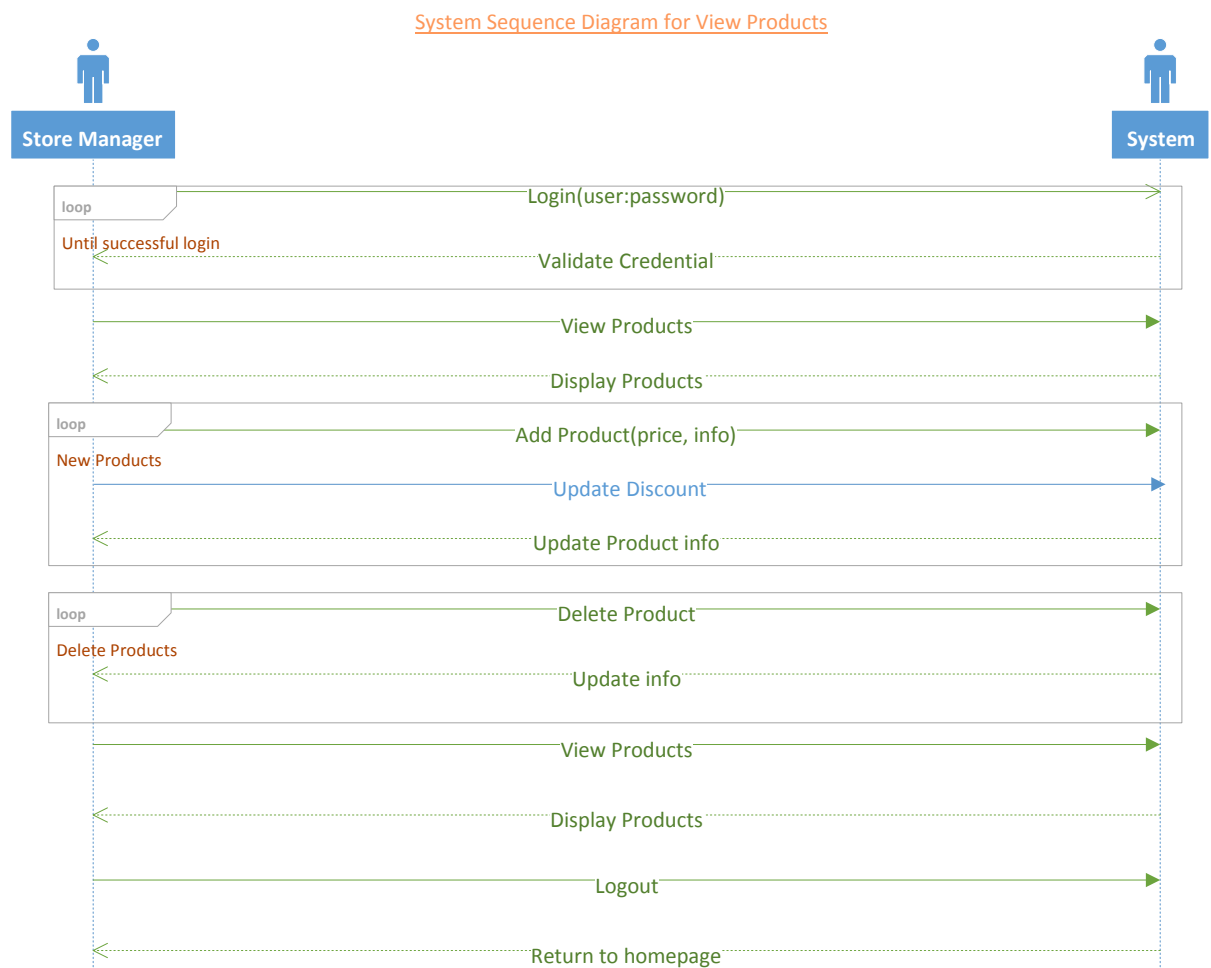 System Sequence Diagram for View Products
Store Manager
System
loop
Login(user:password)
Until successful login
Validate Credential
View Products
Display Products
loop
Add Product(price, info)
New Products
Update Discount
Update Product info
loop
Delete Product
Delete Products
Update info
View Products
Display Products
Logout
Return to homepage